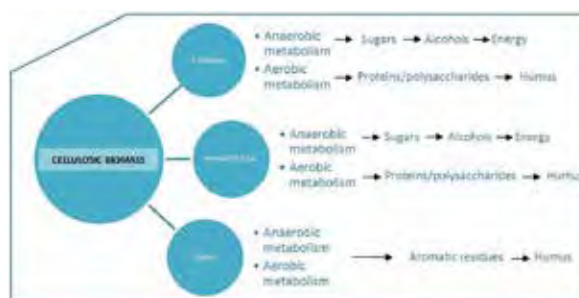 • Anaerobic metabolism → Sugars → Alcohols → Energy
• Aerobic metabolism → Proteins/polysaccharides → Humus
CELLULOSIC BIOMASS
• Anaerobic metabolism → Sugars → Alcohols → Energy
• Aerobic metabolism → Proteins/polysaccharides → Humus
• Anaerobic metabolism
• Aerobic metabolism → Aromatic residues → Humus